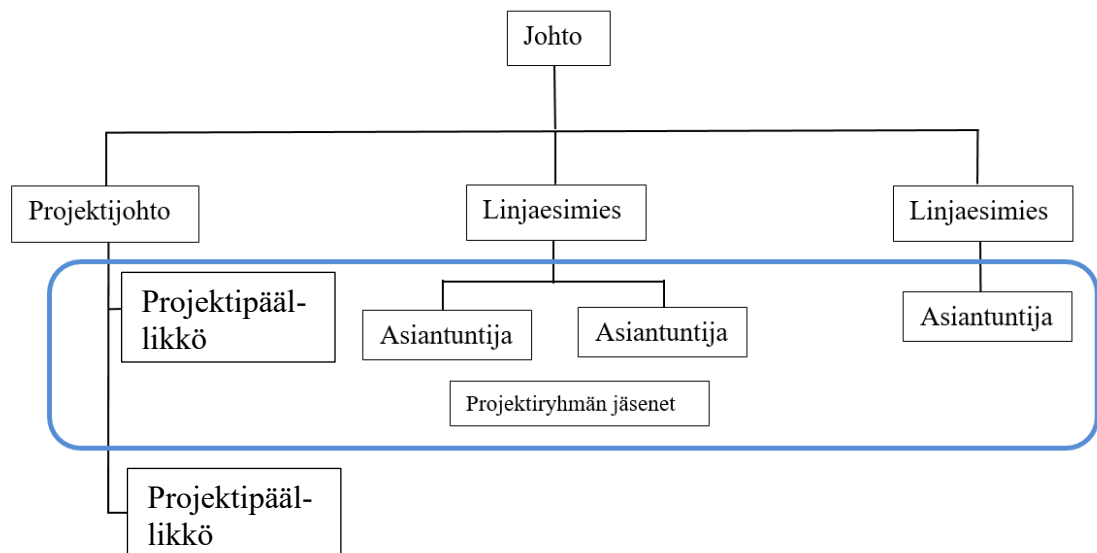 Johto
Projektijohto
Linjaesimies
Linjaesimies
Projektipääl-
likkö
Asiantuntija
Asiantuntija
Asiantuntija
Projektiryhmän jäsenet
Projektipääl-
likkö